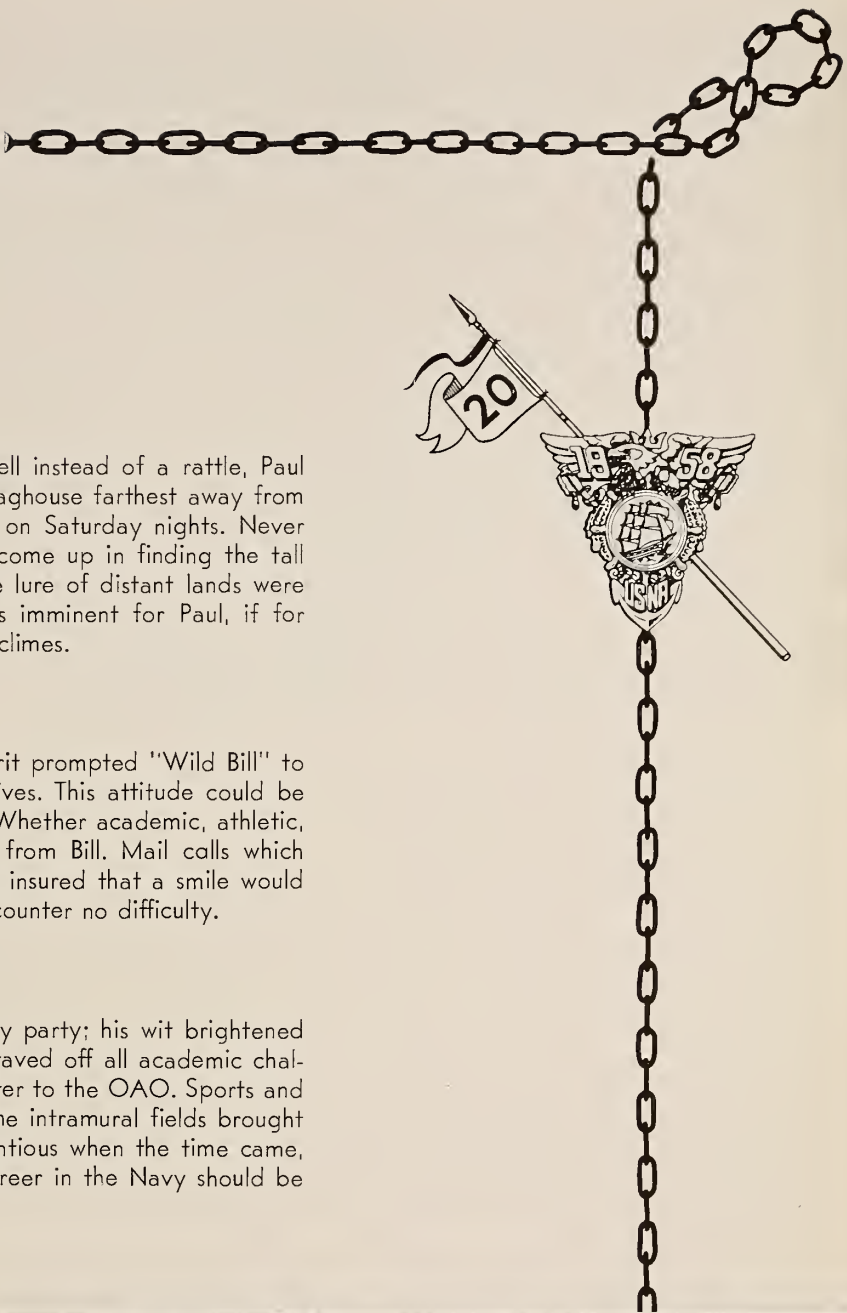 20
19 58
USNA
ell instead of a rattle, Paul
aghouse farthest away from
on Saturday nights. Never
come up in finding the tall
e lure of distant lands were
s imminent for Paul, if for
climes.
rit prompted "Wild Bill" to
ves. This attitude could be
Whether academic, athletic,
from Bill. Mail calls which
insured that a smile would
counter no difficulty.
y party; his wit brightened
aved off all academic chal-
er to the OAO. Sports and
ne intramural fields brought
ntious when the time came,
reer in the Navy should be